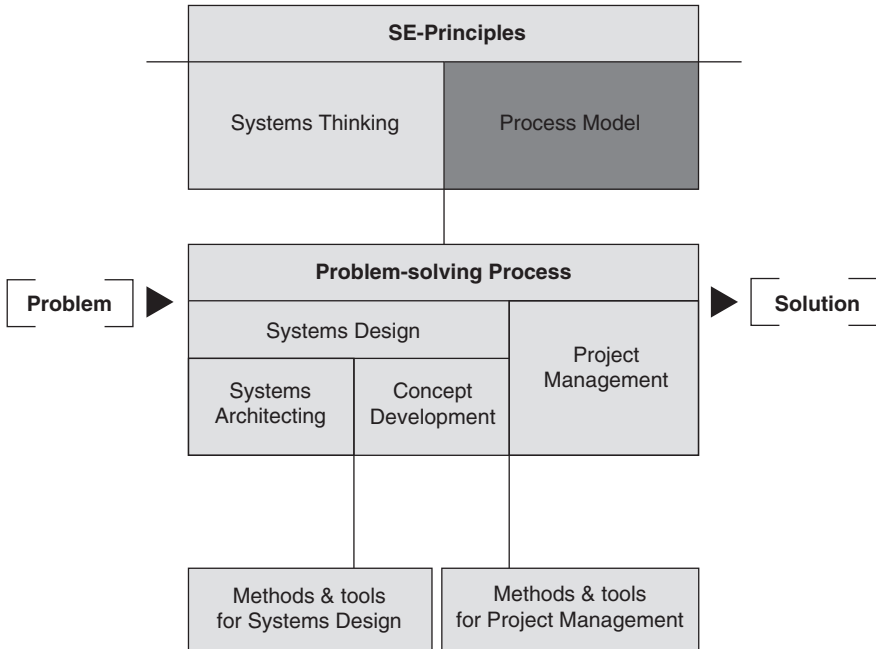 SE-Principles
Systems Thinking
Process Model
Problem-solving Process
Problem
Solution
Systems Design
Project
Management
Systems
Architecting
Concept
Development
Methods & tools
for Systems Design
Methods & tools
for Project Management